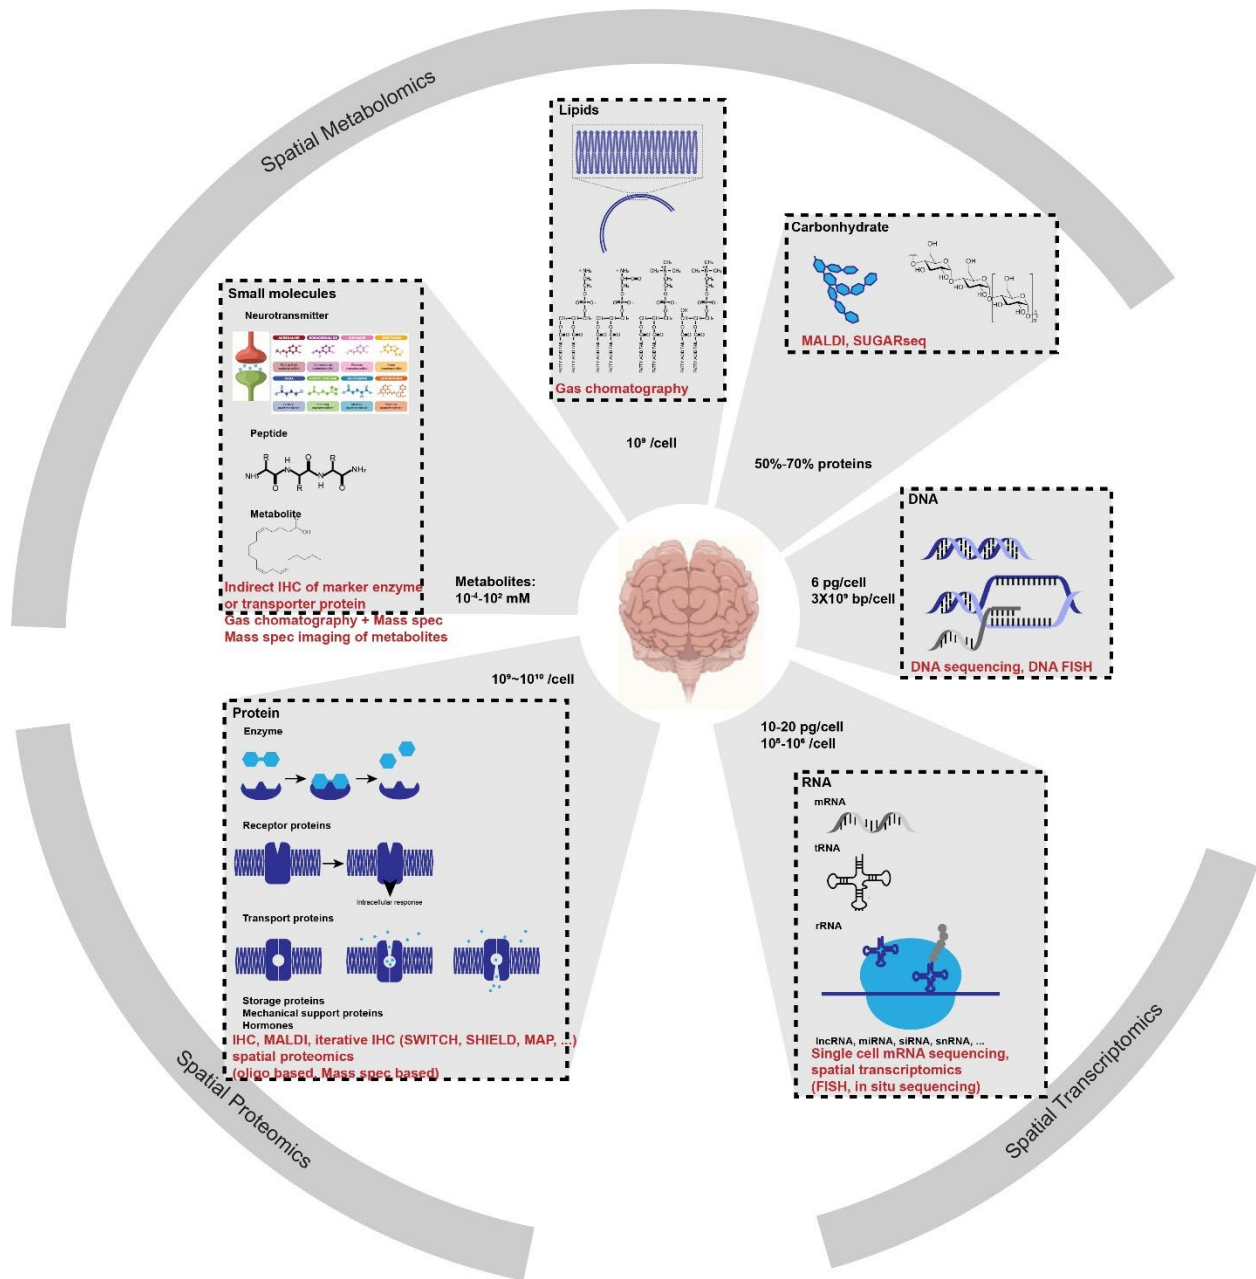 Spatial Metabolomics
Lipids
Gas chomatography
10⁹ /cell
Carbonhydrate
MALDI, SUGARseq
50%-70% proteins
Small molecules
Neurotransmitter
Peptide
Metabolite
Indirect IHC of marker enzyme
or transporter protein
Gas chomatography + Mass spec
Mass spec imaging of metabolites
Metabolites:
10⁻⁴-10² mM
DNA
6 pg/cell
3X10⁹ bp/cell
DNA sequencing, DNA FISH
10⁹~10¹⁰ /cell
Protein
Enzyme
Receptor proteins
Intracellular response
Transport proteins
Storage proteins
Mechanical support proteins
Hormones
IHC, MALDI, iterative IHC (SWITCH, SHIELD, MAP, ...)
spatial proteomics
(oligo based, Mass spec based)
10-20 pg/cell
10⁵-10⁶ /cell
RNA
mRNA
tRNA
rRNA
lncRNA, miRNA, siRNA, snRNA, ...
Single cell mRNA sequencing,
spatial transcriptomics
(FISH, in situ sequencing)
Spatial Proteomics
Spatial Transcriptomics